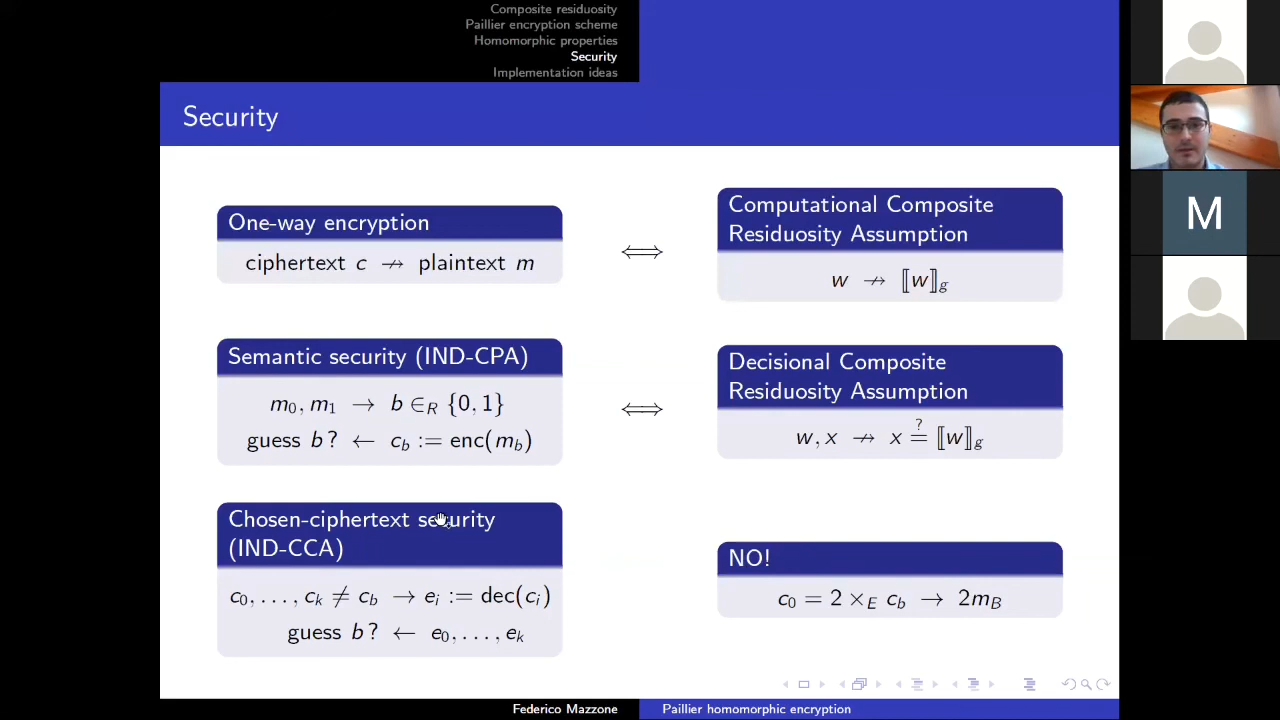 Composite residuosity
Paillier encryption scheme
Homomorphic properties
Security
Implementation ideas
Security
One-way encryption
ciphertext c ↛ plaintext m
⟺
Computational Composite
Residuosity Assumption
w ↛ ⟦w⟧g
Semantic security (IND-CPA)
m₀, m₁ → b ∈R {0, 1}
guess b? ← cb := enc(mb)
⟺
Decisional Composite
Residuosity Assumption
w, x ↛ x ≟ ⟦w⟧g
Chosen-ciphertext security
(IND-CCA)
c₀, . . . , ck ≠ cb → ei := dec(ci)
guess b? ← e₀, . . . , ek
NO!
c₀ = 2 ×E cb → 2mB
Federico Mazzone
Paillier homomorphic encryption
M